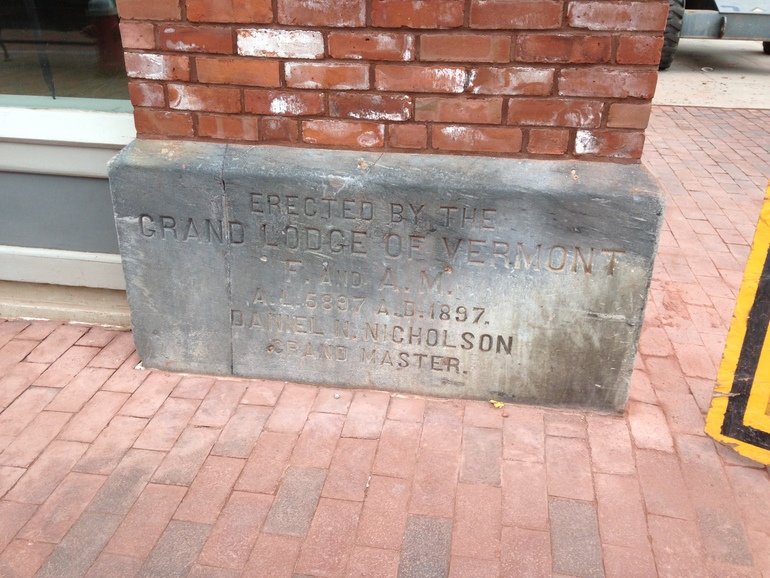 ERECTED BY THE
GRAND LODGE OF VERMONT
F. AND A. M.
A.L. 5897 A.D. 1897.
DANIEL N. NICHOLSON
GRAND MASTER.